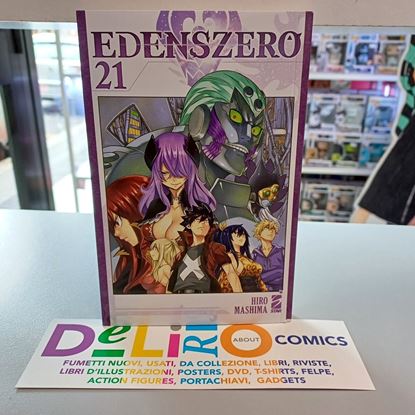 EDENSZERO
21
HIRO
MASHIMA
STAR
DeLiRiO ABOUT COMICS
FUMETTI NUOVI, USATI, DA COLLEZIONE, LIBRI, RIVISTE,
LIBRI D'ILLUSTRAZIONI, POSTERS, DVD, T-SHIRTS, FELPE,
ACTION FIGURES, PORTACHIAVI, GADGETS